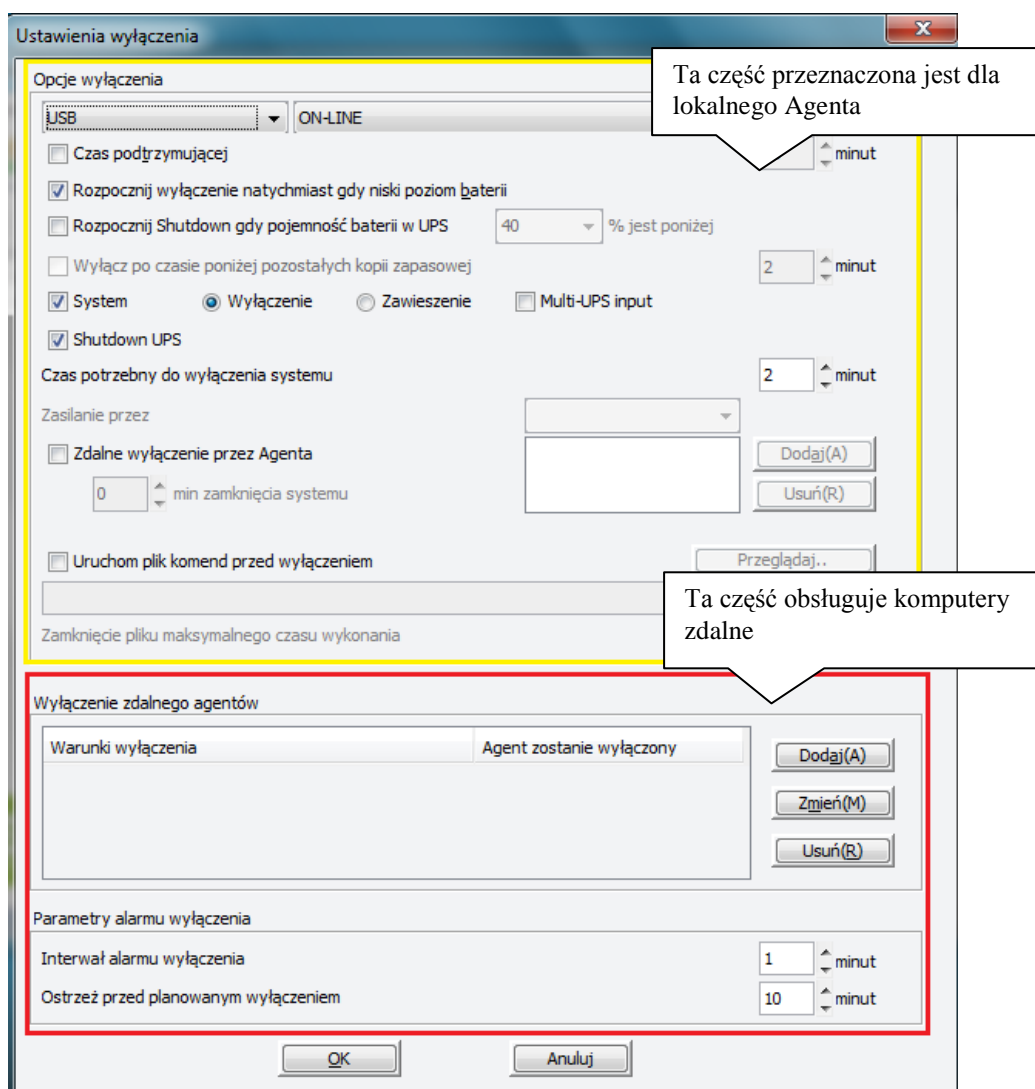 Ustawienia wyłączenia
Opcje wyłączenia
Ta część przeznaczona jest dla
lokalnego Agenta
USB
ON-LINE
Czas podtrzymującej
minut
Rozpocznij wyłączenie natychmiast gdy niski poziom baterii
Rozpocznij Shutdown gdy pojemność baterii w UPS 40 % jest poniżej
Wyłącz po czasie poniżej pozostałych kopii zapasowej 2 minut
System Wyłączenie Zawieszenie Multi-UPS input
Shutdown UPS
Czas potrzebny do wyłączenia systemu 2 minut
Zasilanie przez
Zdalne wyłączenie przez Agenta Dodaj(A)
0 min zamknięcia systemu Usuń(R)
Uruchom plik komend przed wyłączeniem Przeglądaj..
Ta część obsługuje komputery
zdalne
Zamknięcie pliku maksymalnego czasu wykonania
Wyłączenie zdalnego agentów
Warunki wyłączenia Agent zostanie wyłączony
Dodaj(A)
Zmień(M)
Usuń(R)
Parametry alarmu wyłączenia
Interwał alarmu wyłączenia 1 minut
Ostrzeż przed planowanym wyłączeniem 10 minut
OK Anuluj